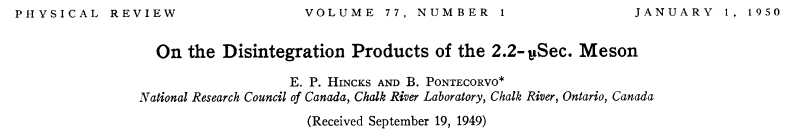 PHYSICAL REVIEW VOLUME 77, NUMBER 1 JANUARY 1, 1950
On the Disintegration Products of the 2.2-μSec. Meson
E. P. HINCKS AND B. PONTECORVO*
National Research Council of Canada, Chalk River Laboratory, Chalk River, Ontario, Canada
(Received September 19, 1949)